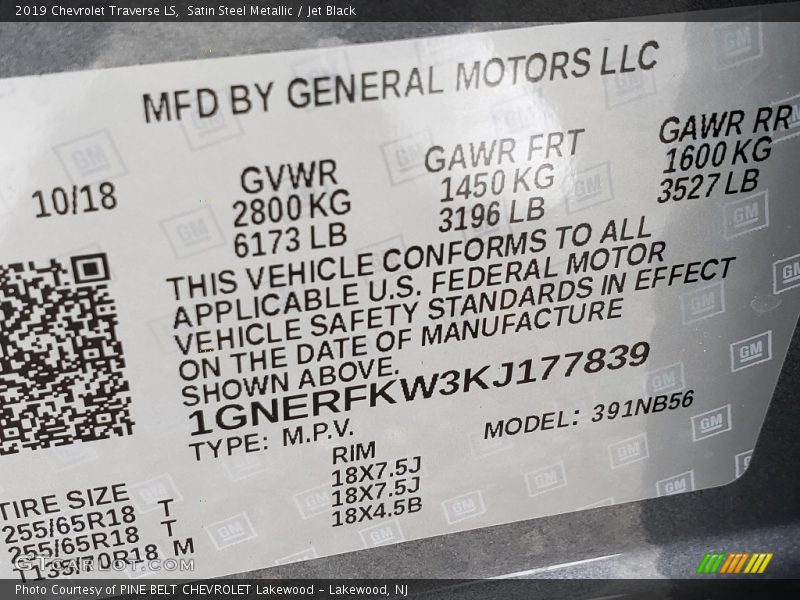 2019 Chevrolet Traverse LS, Satin Steel Metallic / Jet Black
MFD BY GENERAL MOTORS LLC
10/18
GVWR
2800 KG
6173 LB
GAWR FRT
1450 KG
3196 LB
GAWR RR
1600 KG
3527 LB
THIS VEHICLE CONFORMS TO ALL
APPLICABLE U.S. FEDERAL MOTOR
VEHICLE SAFETY STANDARDS IN EFFECT
ON THE DATE OF MANUFACTURE
SHOWN ABOVE.
1GNERFKW3KJ177839
TYPE: M.P.V.
MODEL: 391NB56
TIRE SIZE
RIM
255/65R18 T 18X7.5J
255/65R18 T 18X7.5J
T135/70R18 M 18X4.5B
GTCarLot.com
Photo Courtesy of PINE BELT CHEVROLET Lakewood - Lakewood, NJ